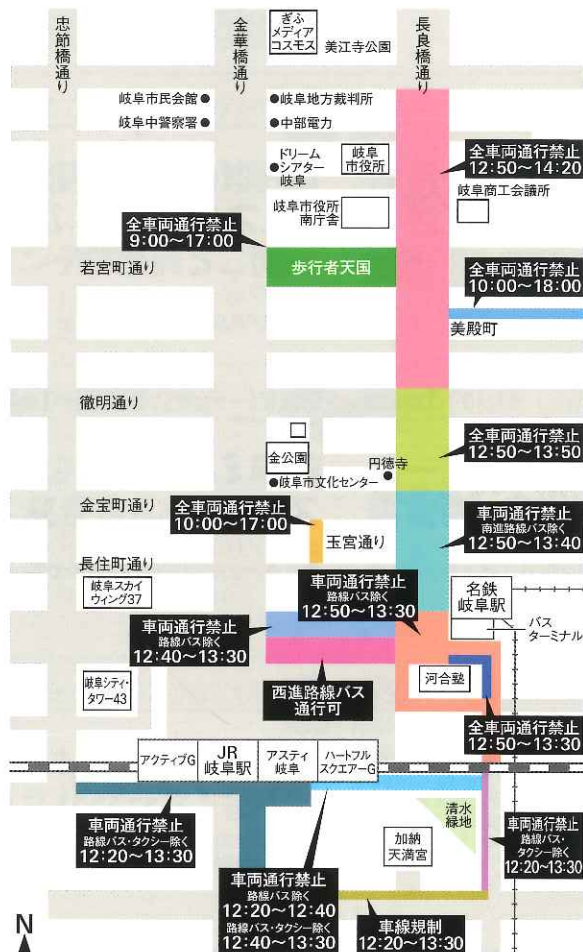 忠節橋通り
金華橋通り
ぎふ
メディア
コスモス
美江寺公園
長良橋通り
岐阜市民会館
岐阜地方裁判所
岐阜中警察署
中部電力
ドリーム
シアター
岐阜
岐阜
市役所
全車両通行禁止
12:50〜14:20
岐阜商工会議所
岐阜市役所
南庁舎
全車両通行禁止
9:00〜17:00
若宮町通り
歩行者天国
全車両通行禁止
10:00〜18:00
美殿町
徹明通り
全車両通行禁止
12:50〜13:50
金公園
円徳寺
岐阜市文化センター
金宝町通り
全車両通行禁止
10:00〜17:00
玉宮通り
車両通行禁止
南進路線バス除く
12:50〜13:40
長住町通り
岐阜スカイ
ウィング37
車両通行禁止
路線バス除く
12:50〜13:30
名鉄
岐阜駅
バス
ターミナル
車両通行禁止
路線バス除く
12:40〜13:30
西進路線バス
通行可
岐阜シティ・
タワー43
河合塾
全車両通行禁止
12:50〜13:30
アクティブG
JR
岐阜駅
アスティ
岐阜
ハートフル
スクエアーG
車両通行禁止
路線バス・タクシー除く
12:20〜13:30
清水
緑地
加納
天満宮
車両通行禁止
路線バス・
タクシー除く
12:20〜13:30
車両通行禁止
路線バス除く
12:20〜12:40
路線バス・タクシー除く
12:40〜13:30
車線規制
12:20〜13:30
N